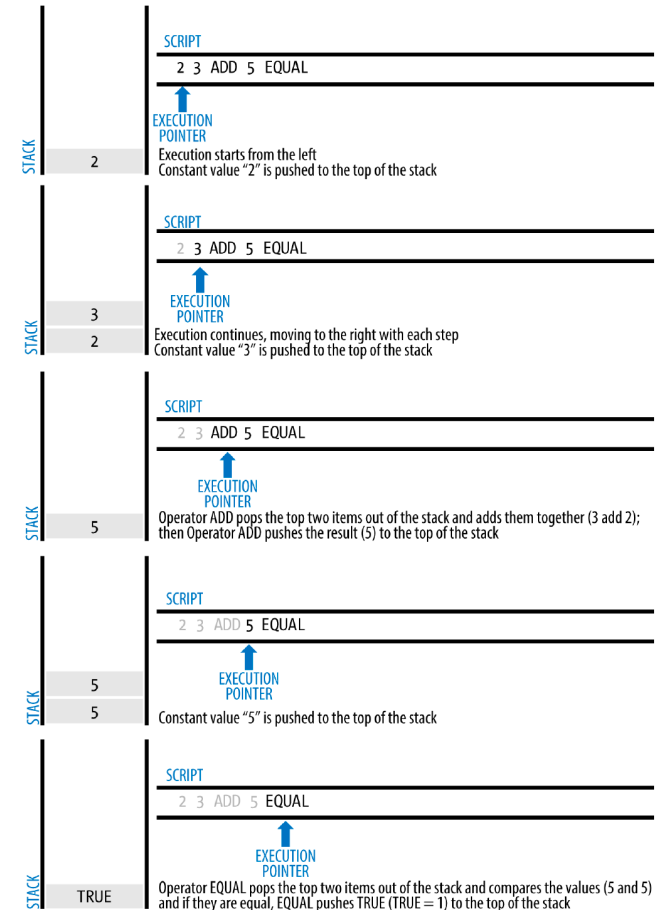 SCRIPT
2 3 ADD 5 EQUAL
EXECUTION
POINTER
STACK
2
Execution starts from the left
Constant value “2” is pushed to the top of the stack
SCRIPT
2 3 ADD 5 EQUAL
EXECUTION
POINTER
STACK
3
2
Execution continues, moving to the right with each step
Constant value “3” is pushed to the top of the stack
SCRIPT
2 3 ADD 5 EQUAL
EXECUTION
POINTER
STACK
5
Operator ADD pops the top two items out of the stack and adds them together (3 add 2);
then Operator ADD pushes the result (5) to the top of the stack
SCRIPT
2 3 ADD 5 EQUAL
EXECUTION
POINTER
STACK
5
5
Constant value “5” is pushed to the top of the stack
SCRIPT
2 3 ADD 5 EQUAL
EXECUTION
POINTER
STACK
TRUE
Operator EQUAL pops the top two items out of the stack and compares the values (5 and 5)
and if they are equal, EQUAL pushes TRUE (TRUE = 1) to the top of the stack